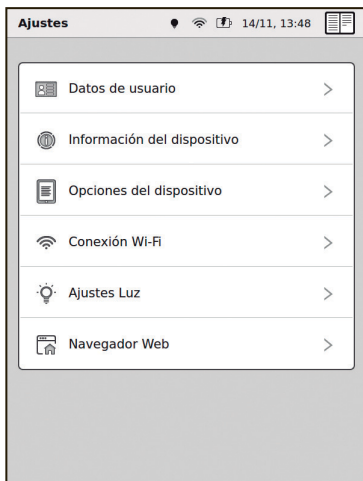 Ajustes 14/11, 13:48
Datos de usuario
Información del dispositivo
Opciones del dispositivo
Conexión Wi-Fi
Ajustes Luz
Navegador Web